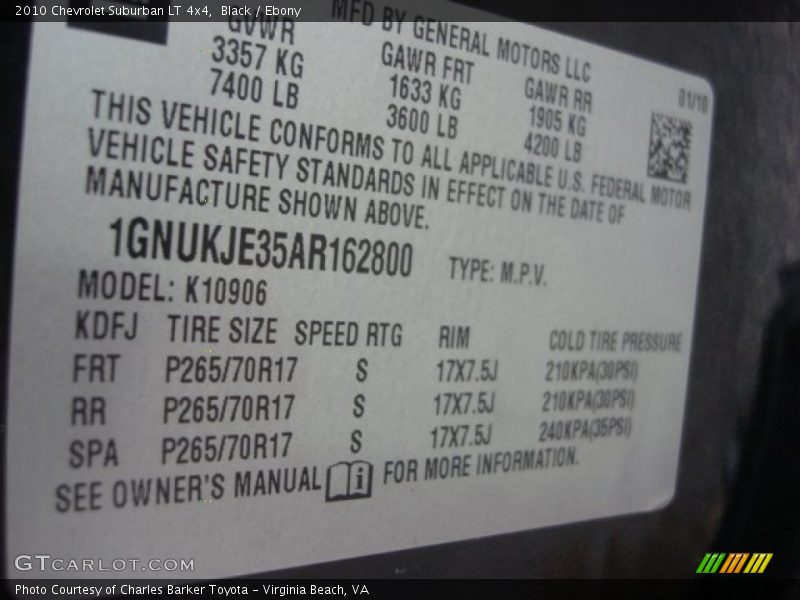 2010 Chevrolet Suburban LT 4x4, Black / Ebony
MFD BY GENERAL MOTORS LLC
GVWR GAWR FRT GAWR RR 01/10
3357 KG 1633 KG 1905 KG
7400 LB 3600 LB 4200 LB
THIS VEHICLE CONFORMS TO ALL APPLICABLE U.S. FEDERAL MOTOR
VEHICLE SAFETY STANDARDS IN EFFECT ON THE DATE OF
MANUFACTURE SHOWN ABOVE.
1GNUKJE35AR162800 TYPE: M.P.V.
MODEL: K10906
KDFJ TIRE SIZE SPEED RTG RIM COLD TIRE PRESSURE
FRT P265/70R17 S 17X7.5J 210KPA(30PSI)
RR P265/70R17 S 17X7.5J 210KPA(30PSI)
SPA P265/70R17 S 17X7.5J 240KPA(35PSI)
SEE OWNER'S MANUAL i FOR MORE INFORMATION.
GTCARLOT.COM
Photo Courtesy of Charles Barker Toyota - Virginia Beach, VA